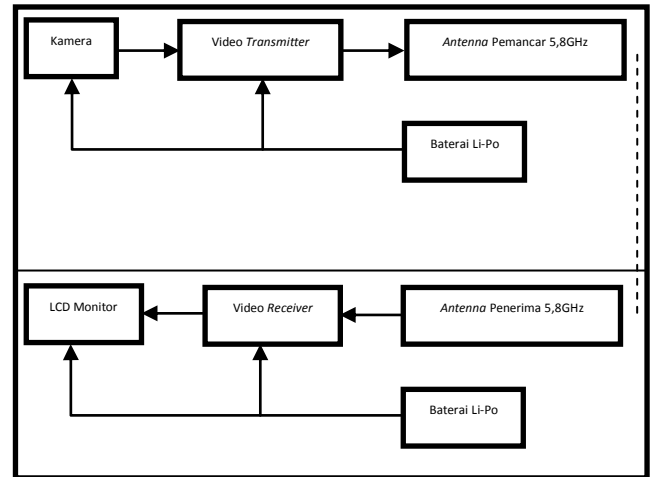 Kamera
Video Transmitter
Antenna Pemancar 5,8GHz
Baterai Li-Po
LCD Monitor
Video Receiver
Antenna Penerima 5,8GHz
Baterai Li-Po